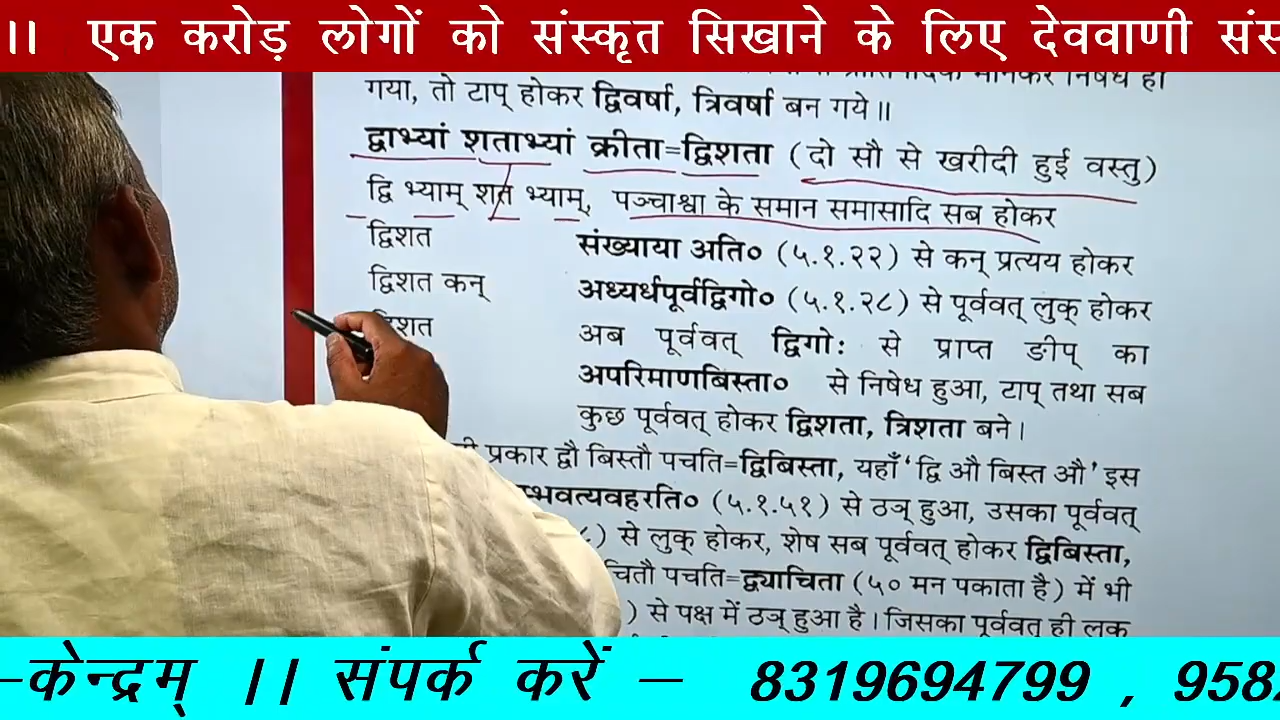 ।। एक करोड़ लोगों को संस्कृत सिखाने के लिए देववाणी संस
गया, तो टाप् होकर द्विवर्षा, त्रिवर्षा बन गये॥
द्वाभ्यां शताभ्यां क्रीता=द्विशता (दो सौ से खरीदी हुई वस्तु)
द्वि भ्याम् शत भ्याम्, पञ्चाश्वा के समान समासादि सब होकर
द्विशत संख्याया अति० (५.१.२२) से कन् प्रत्यय होकर
द्विशत कन् अध्यर्धपूर्वद्विगो० (५.१.२८) से पूर्ववत् लुक् होकर
द्विशत अब पूर्ववत् द्विगोः से प्राप्त ङीप् का
अपरिमाणबिस्ता० से निषेध हुआ, टाप् तथा सब
कुछ पूर्ववत् होकर द्विशता, त्रिशता बने।
प्रकार द्वौ बिस्तौ पचति=द्विबिस्ता, यहाँ 'द्वि औ बिस्त औ' इस
भवत्यवहरति० (५.१.५१) से ठञ् हुआ, उसका पूर्ववत्
) से लुक् होकर, शेष सब पूर्ववत् होकर द्विबिस्ता,
चितौ पचति=द्व्याचिता (५० मन पकाता है) में भी
) से पक्ष में ठञ् हुआ है। जिसका पूर्ववत् ही लुक्
-केन्द्रम् ।। संपर्क करें – 8319694799 , 958